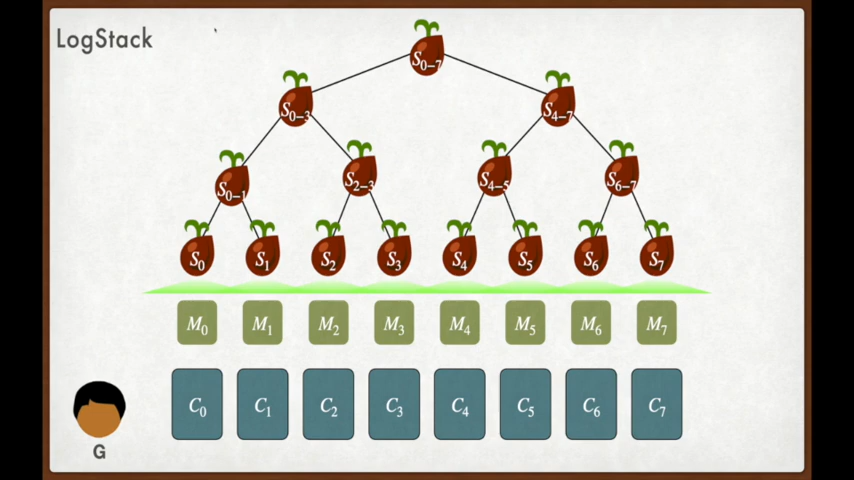 LogStack
S0–7
S0–3 S4–7
S0–1 S2–3 S4–5 S6–7
S0 S1 S2 S3 S4 S5 S6 S7
M0 M1 M2 M3 M4 M5 M6 M7
C0 C1 C2 C3 C4 C5 C6 C7
G